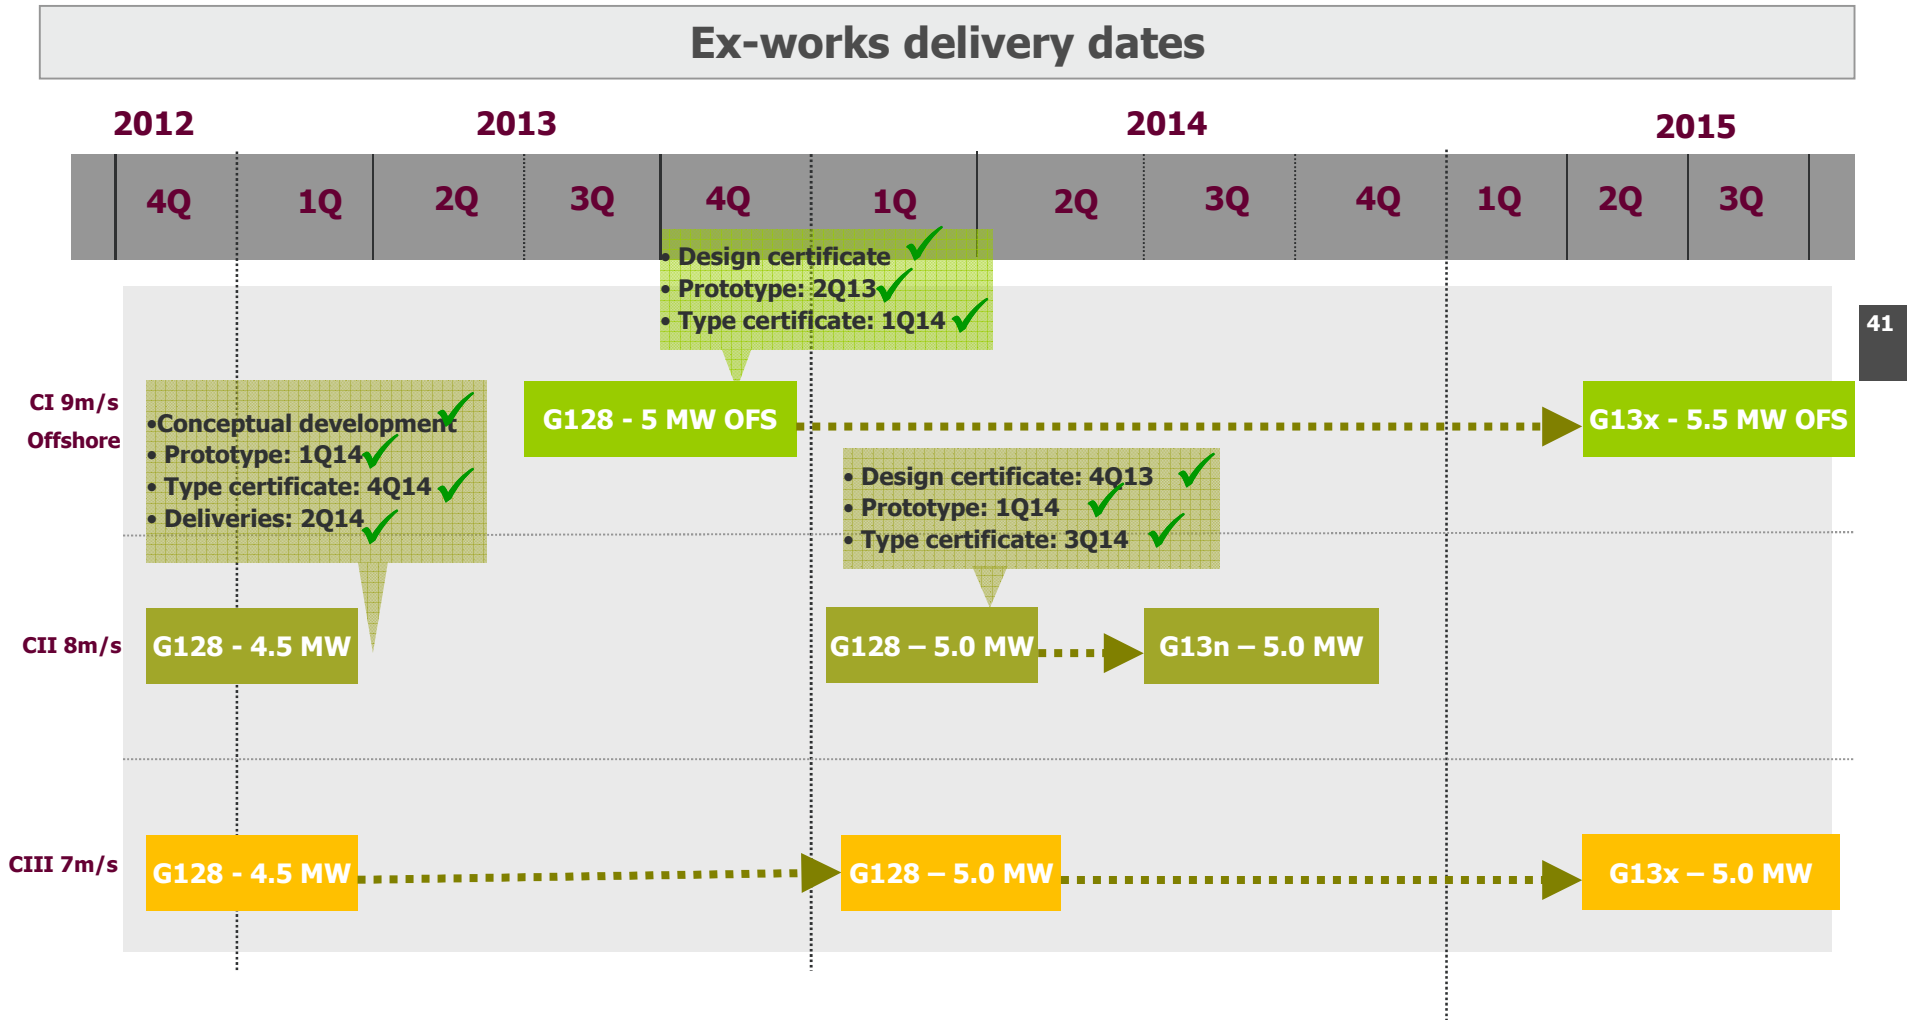 Ex-works delivery dates
2012 2013 2014 2015
4Q 1Q 2Q 3Q 4Q 1Q 2Q 3Q 4Q 1Q 2Q 3Q
• Design certificate
• Prototype: 2Q13
• Type certificate: 1Q14
41
CI 9m/s
Offshore
•Conceptual development
• Prototype: 1Q14
• Type certificate: 4Q14
• Deliveries: 2Q14
G128 - 5 MW OFS
G13x - 5.5 MW OFS
• Design certificate: 4Q13
• Prototype: 1Q14
• Type certificate: 3Q14
CII 8m/s
G128 - 4.5 MW
G128 – 5.0 MW
G13n – 5.0 MW
CIII 7m/s
G128 - 4.5 MW
G128 – 5.0 MW
G13x – 5.0 MW